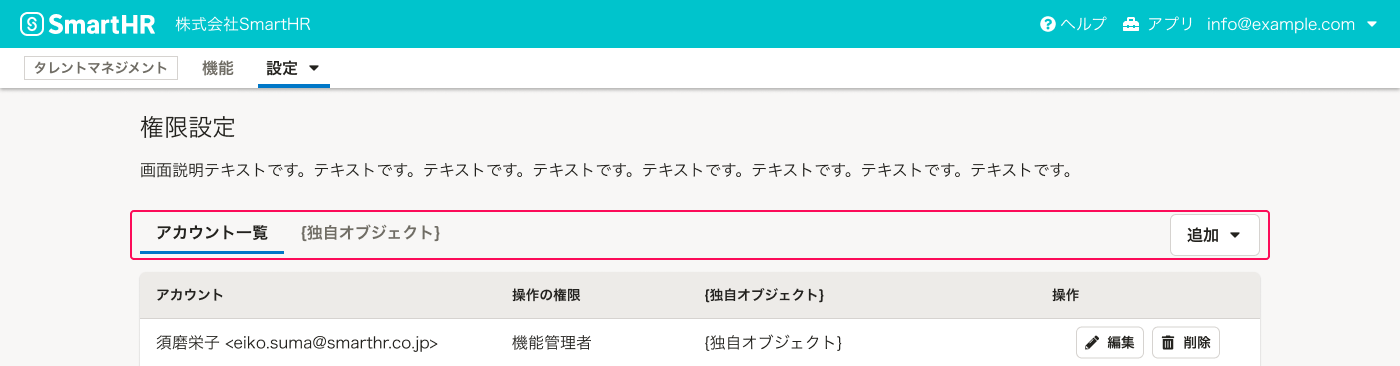 SmartHR 株式会社SmartHR ヘルプ アプリ info@example.com
タレントマネジメント 機能 設定
権限設定
画面説明テキストです。テキストです。テキストです。テキストです。テキストです。テキストです。テキストです。テキストです。
アカウント一覧 {独自オブジェクト} 追加
アカウント 操作の権限 {独自オブジェクト} 操作
須磨栄子 <eiko.suma@smarthr.co.jp> 機能管理者 {独自オブジェクト} 編集 削除